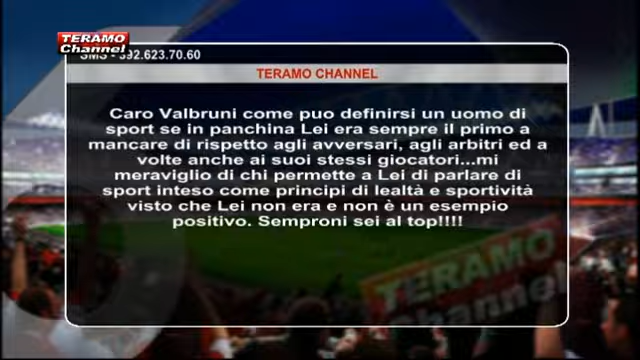 TERAMO
Channel
SMS - 392.623.70.60
TERAMO CHANNEL
Caro Valbruni come puo definirsi un uomo di
sport se in panchina Lei era sempre il primo a
mancare di rispetto agli avversari, agli arbitri ed a
volte anche ai suoi stessi giocatori...mi
meraviglio di chi permette a Lei di parlare di
sport inteso come principi di lealtà e sportività
visto che Lei non era e non è un esempio
positivo. Semproni sei al top!!!!
TERAMO
Channel